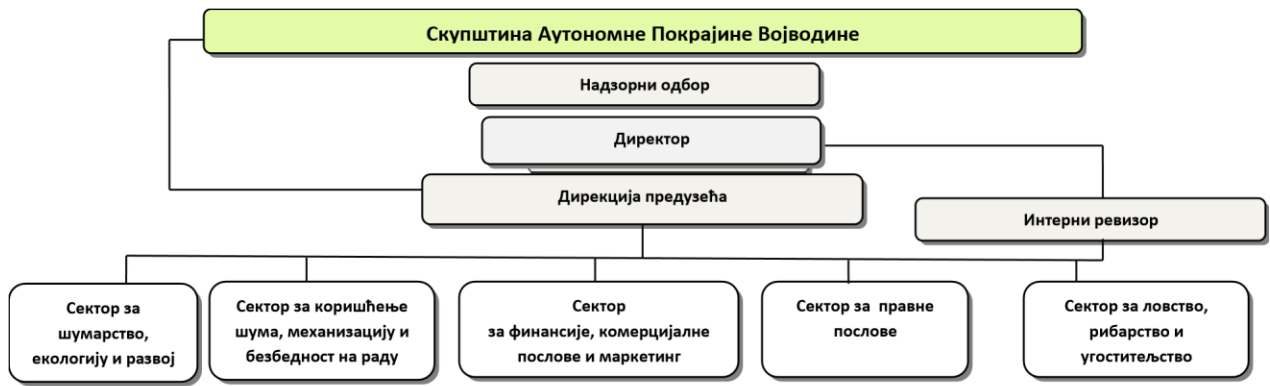 Скупштина Аутономне Покрајине Војводине
Надзорни одбор
Директор
Дирекција предузећа
Интерни ревизор
Сектор за
шумарство,
екологију и развој
Сектор за коришћење
шума, механизацију и
безбедност на раду
Сектор
за финансије, комерцијалне
послове и маркетинг
Сектор за правне
послове
Сектор за ловство,
рибарство и
угоститељство